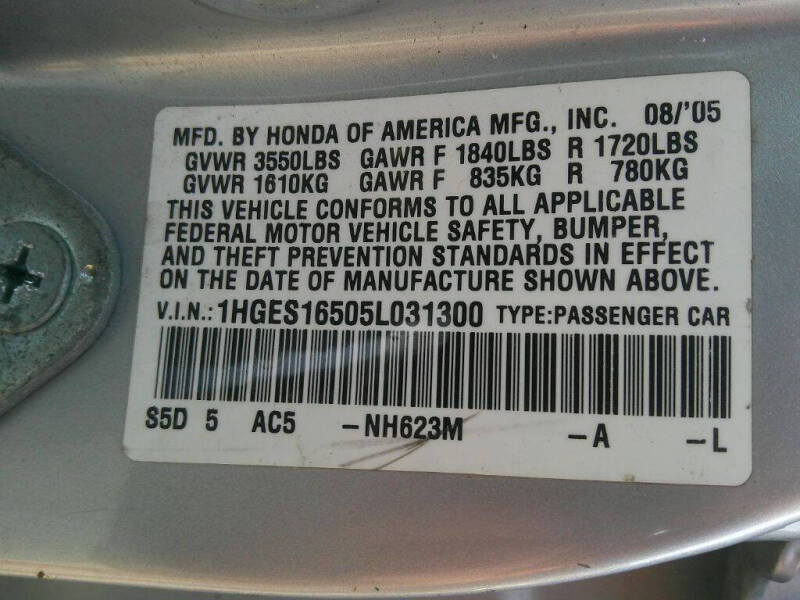 MFD. BY HONDA OF AMERICA MFG., INC. 08/'05
GVWR 3550LBS GAWR F 1840LBS R 1720LBS
GVWR 1610KG GAWR F 835KG R 780KG
THIS VEHICLE CONFORMS TO ALL APPLICABLE
FEDERAL MOTOR VEHICLE SAFETY, BUMPER,
AND THEFT PREVENTION STANDARDS IN EFFECT
ON THE DATE OF MANUFACTURE SHOWN ABOVE.
V.I.N.: 1HGES16505L031300 TYPE:PASSENGER CAR
S5D 5 AC5 -NH623M -A -L